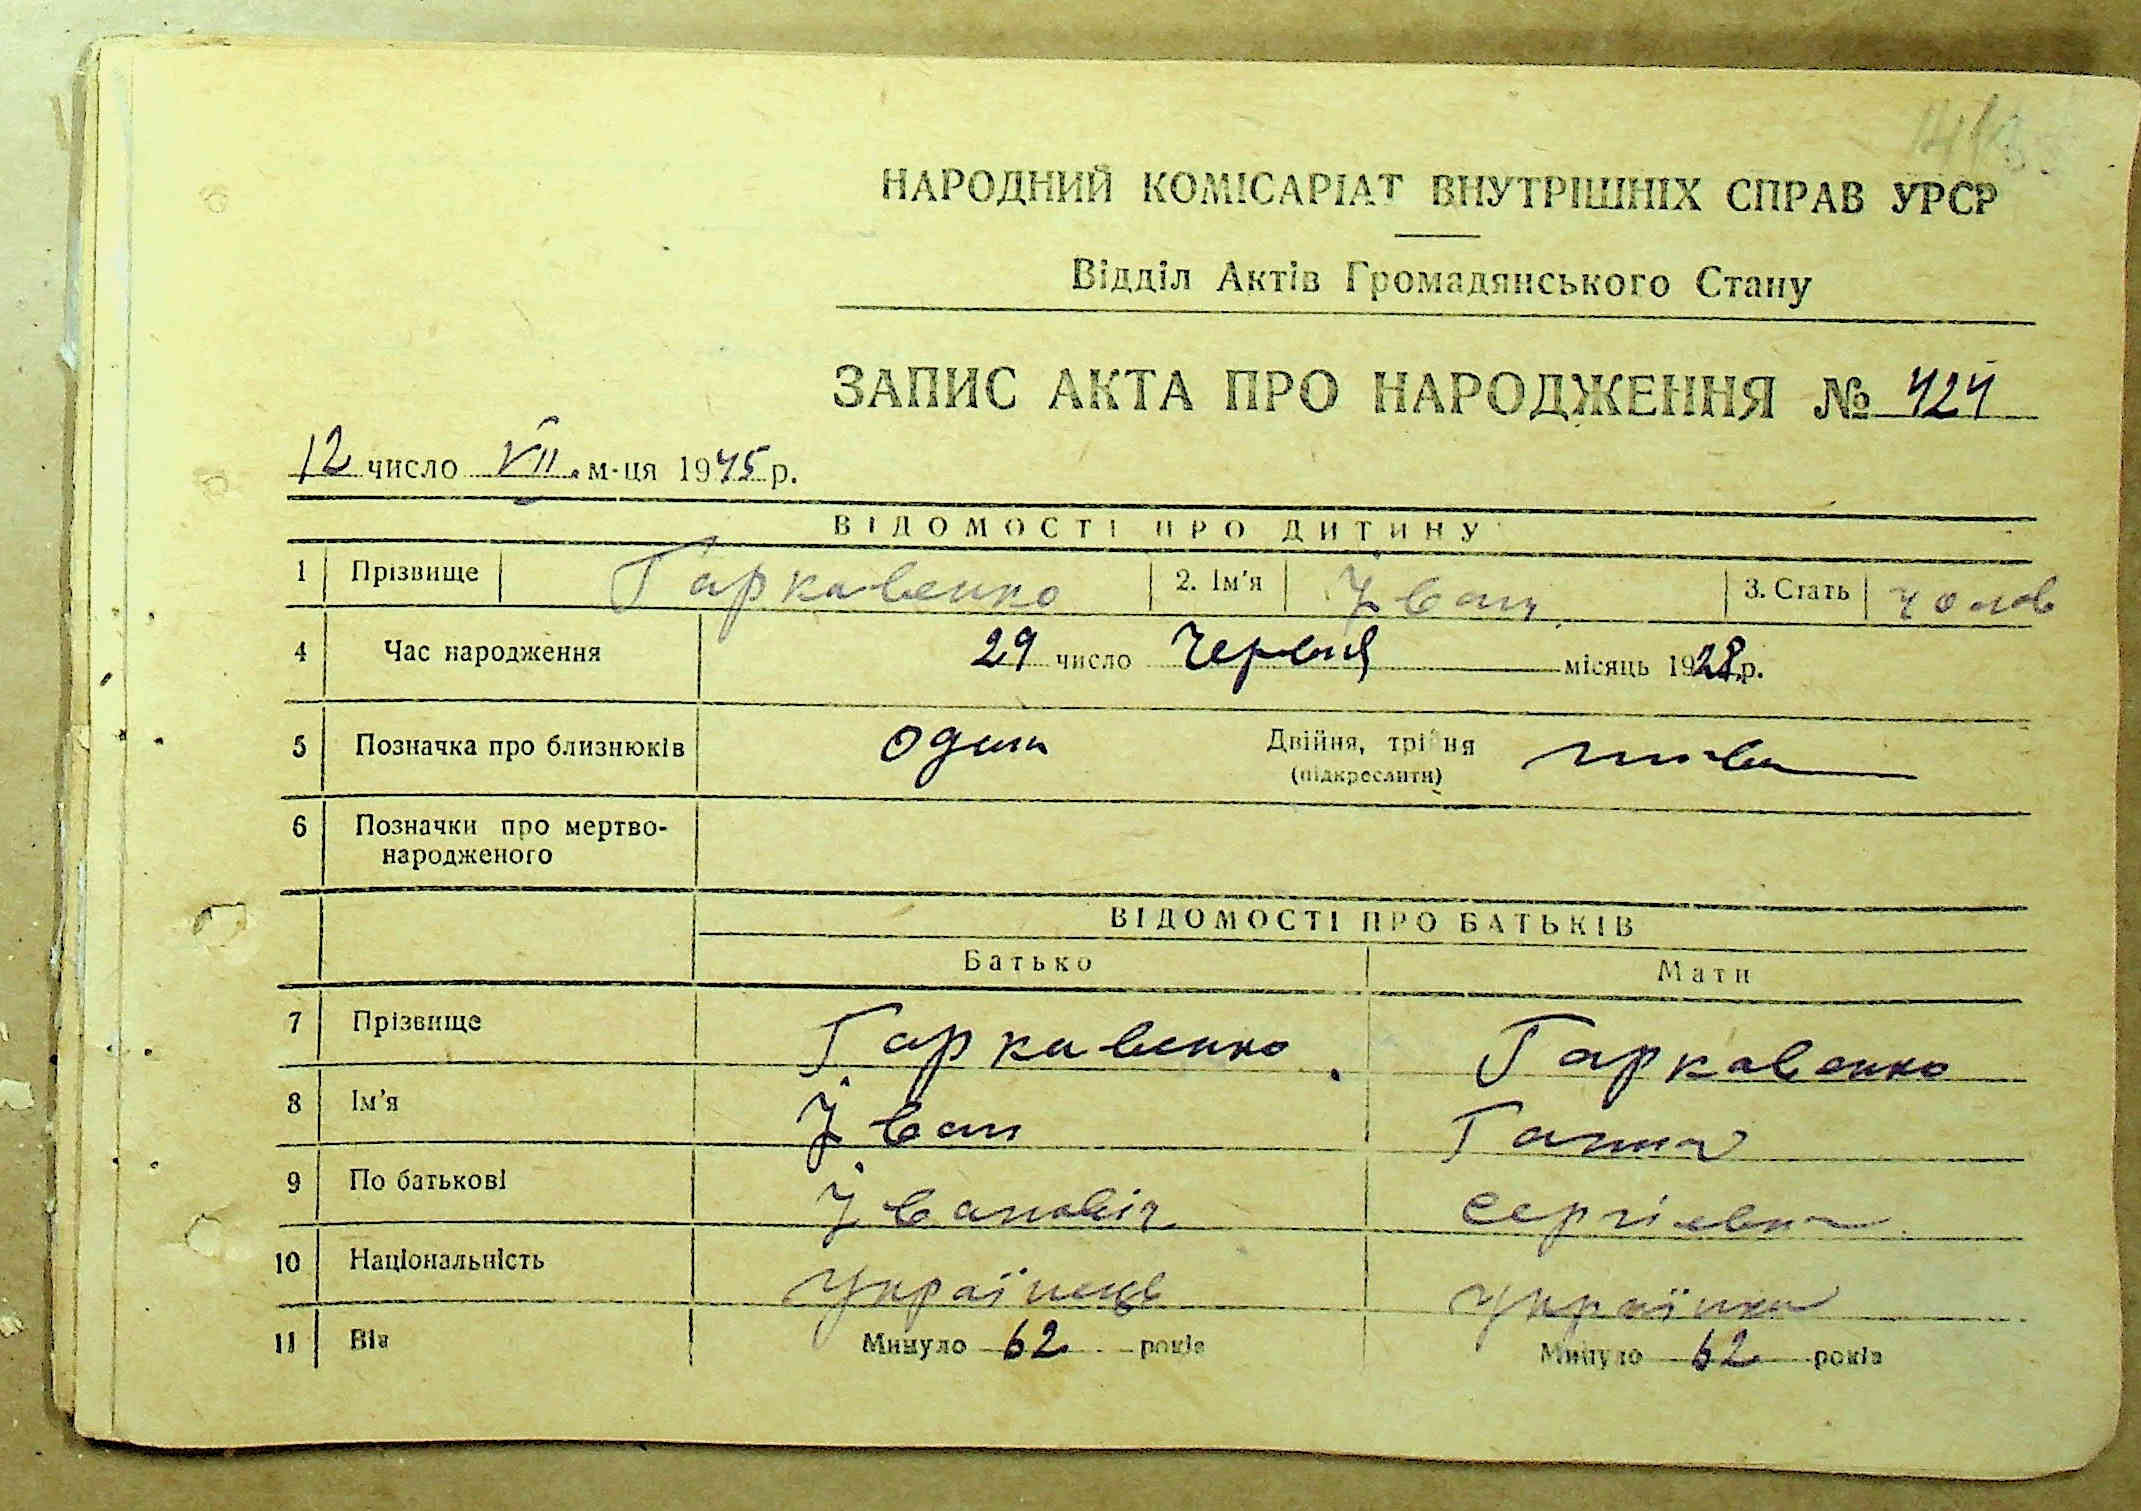 НАРОДНИЙ КОМІСАРІАТ ВНУТРІШНІХ СПРАВ УРСР
Відділ Актів Громадянського Стану
ЗАПИС АКТА ПРО НАРОДЖЕННЯ № 424
12 число VII м-ця 1945 р.
ВІДОМОСТІ ПРО ДИТИНУ
1 Прізвище Гаркавенко 2. Ім'я Іван 3. Стать чолов
4 Час народження 29 число Червня місяць 1928 р.
5 Позначка про близнюків один Двійня, трійня
(підкреслити)
6 Позначки про мертво-
народженого
ВІДОМОСТІ ПРО БАТЬКІВ
Батько Мати
7 Прізвище Гаркавенко Гаркавенко
8 Ім'я Іван Ганна
9 По батькові Івановіч Сергієвна
10 Національність Українець Українка
11 Вік Минуло 62 років Минуло 62 років